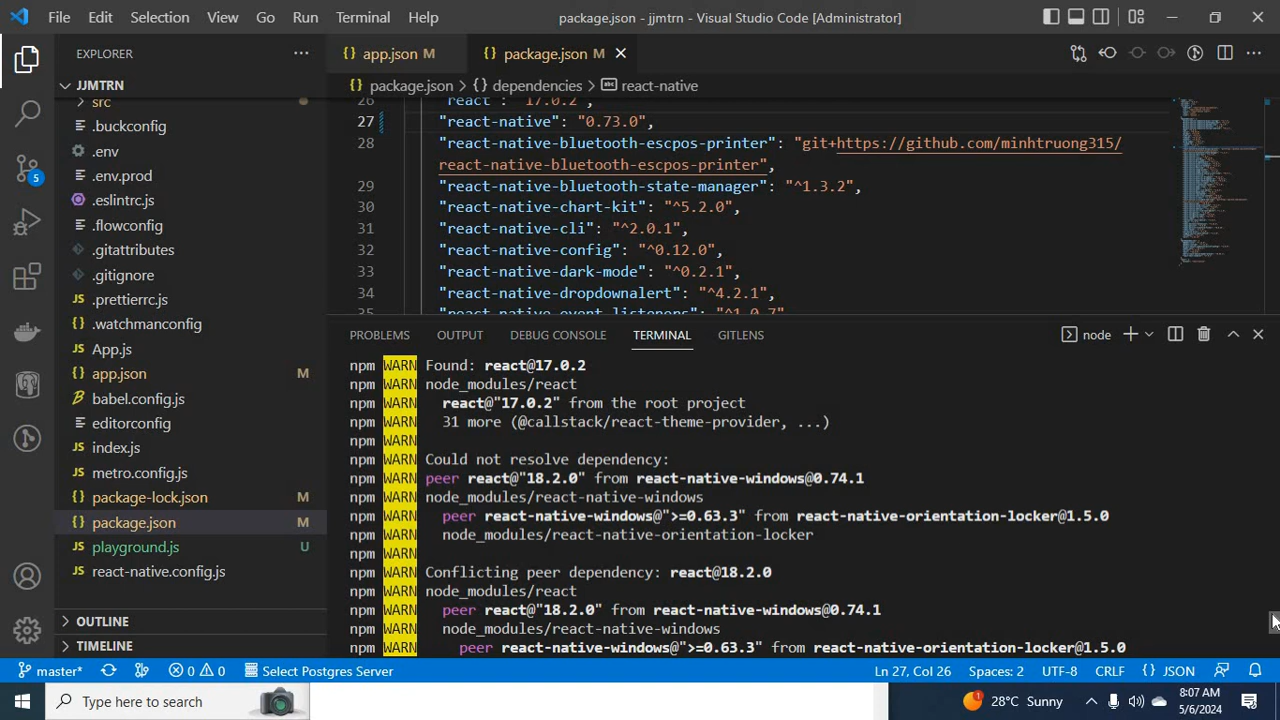 File Edit Selection View Go Run Terminal Help package.json - jjmtrn - Visual Studio Code [Administrator]
EXPLORER
JJMTRN
src
.buckconfig
.env
.env.prod
.eslintrc.js
.flowconfig
.gitattributes
.gitignore
.prettierrc.js
.watchmanconfig
App.js
app.json M
babel.config.js
editorconfig
index.js
metro.config.js
package-lock.json M
package.json M
playground.js U
react-native.config.js
OUTLINE
TIMELINE
5
app.json M package.json M
package.json > dependencies > react-native
26 "react": "17.0.2",
27 "react-native": "0.73.0",
28 "react-native-bluetooth-escpos-printer": "git+https://github.com/minhtruong315/
react-native-bluetooth-escpos-printer",
29 "react-native-bluetooth-state-manager": "^1.3.2",
30 "react-native-chart-kit": "^5.2.0",
31 "react-native-cli": "^2.0.1",
32 "react-native-config": "^0.12.0",
33 "react-native-dark-mode": "^0.2.1",
34 "react-native-dropdownalert": "^4.2.1",
35 "react-native-event-listeners": "^1.0.7"
PROBLEMS OUTPUT DEBUG CONSOLE TERMINAL GITLENS node
npm WARN Found: react@17.0.2
npm WARN node_modules/react
npm WARN react@"17.0.2" from the root project
npm WARN 31 more (@callstack/react-theme-provider, ...)
npm WARN
npm WARN Could not resolve dependency:
npm WARN peer react@"18.2.0" from react-native-windows@0.74.1
npm WARN node_modules/react-native-windows
npm WARN peer react-native-windows@">=0.63.3" from react-native-orientation-locker@1.5.0
npm WARN node_modules/react-native-orientation-locker
npm WARN
npm WARN Conflicting peer dependency: react@18.2.0
npm WARN node_modules/react
npm WARN peer react@"18.2.0" from react-native-windows@0.74.1
npm WARN node_modules/react-native-windows
npm WARN peer react-native-windows@">=0.63.3" from react-native-orientation-locker@1.5.0
master* 0 0 Select Postgres Server Ln 27, Col 26 Spaces: 2 UTF-8 CRLF { } JSON
Type here to search 28°C Sunny 8:07 AM
5/6/2024